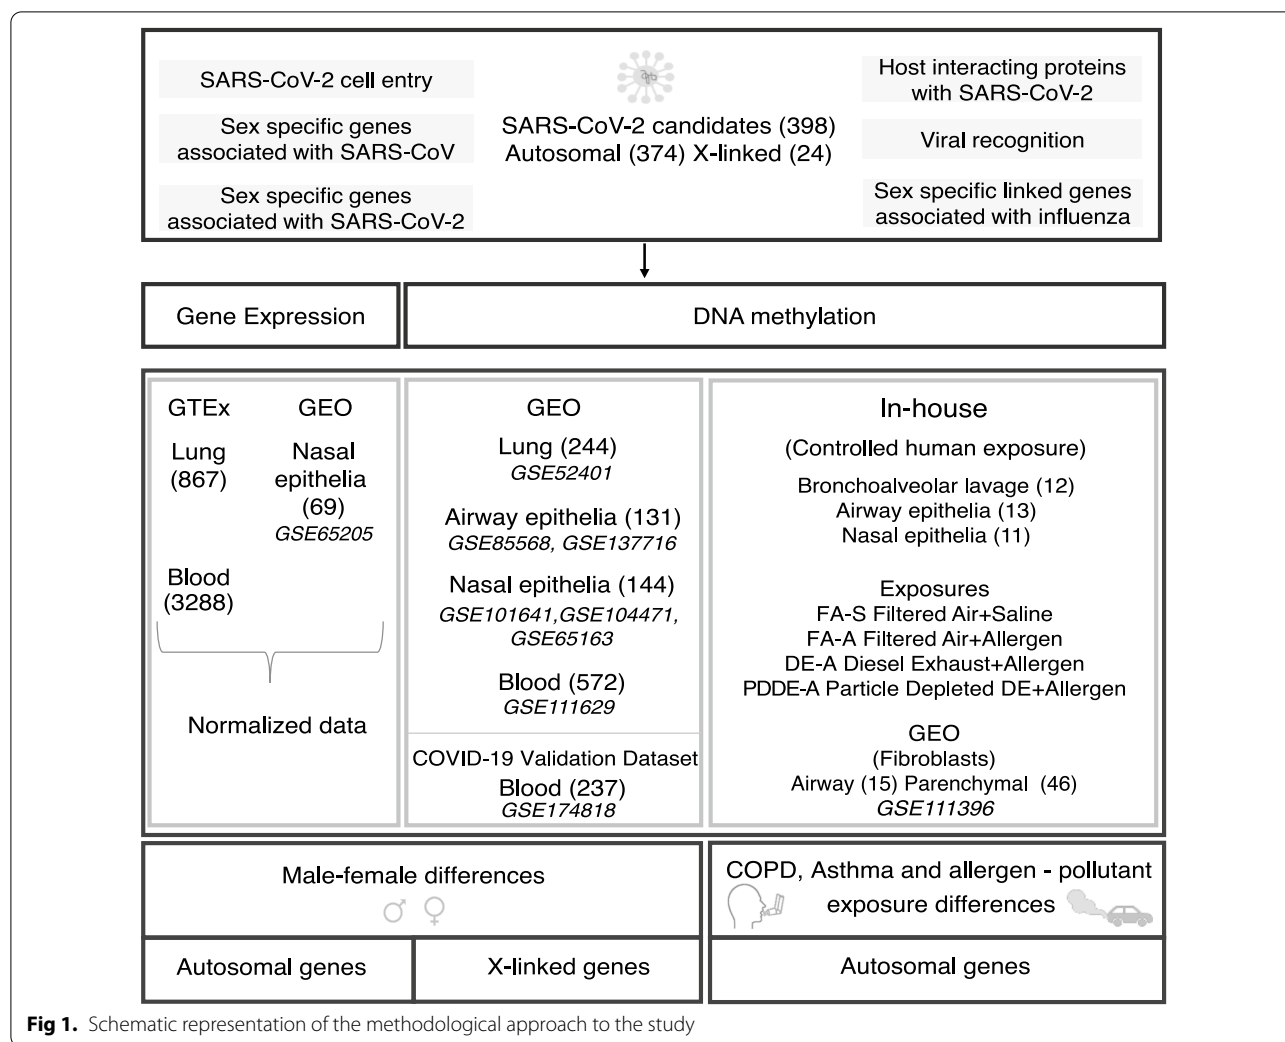 SARS-CoV-2 cell entry
Sex specific genes
associated with SARS-CoV
Sex specific genes
associated with SARS-CoV-2
SARS-CoV-2 candidates (398)
Autosomal (374) X-linked (24)
Host interacting proteins
with SARS-CoV-2
Viral recognition
Sex specific linked genes
associated with influenza
Gene Expression
DNA methylation
GTEx
Lung
(867)
Blood
(3288)
GEO
Nasal
epithelia
(69)
GSE65205
Normalized data
GEO
Lung (244)
GSE52401
Airway epithelia (131)
GSE85568, GSE137716
Nasal epithelia (144)
GSE101641,GSE104471,
GSE65163
Blood (572)
GSE111629
COVID-19 Validation Dataset
Blood (237)
GSE174818
In-house
(Controlled human exposure)
Bronchoalveolar lavage (12)
Airway epithelia (13)
Nasal epithelia (11)
Exposures
FA-S Filtered Air+Saline
FA-A Filtered Air+Allergen
DE-A Diesel Exhaust+Allergen
PDDE-A Particle Depleted DE+Allergen
GEO
(Fibroblasts)
Airway (15) Parenchymal (46)
GSE111396
Male-female differences
COPD, Asthma and allergen - pollutant
exposure differences
Autosomal genes
X-linked genes
Autosomal genes
Fig 1. Schematic representation of the methodological approach to the study